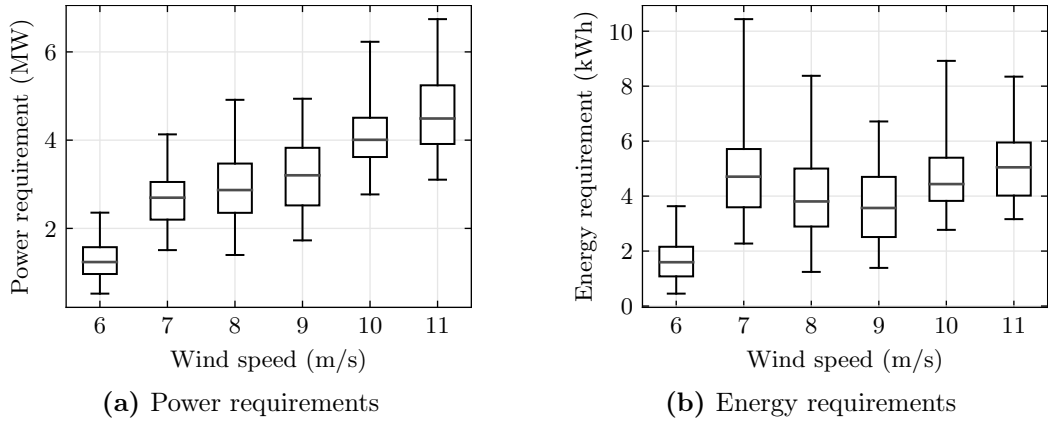 Power requirement (MW)
6
4
2
6 7 8 9 10 11
Wind speed (m/s)
(a) Power requirements
Energy requirement (kWh)
10
8
6
4
2
0
6 7 8 9 10 11
Wind speed (m/s)
(b) Energy requirements